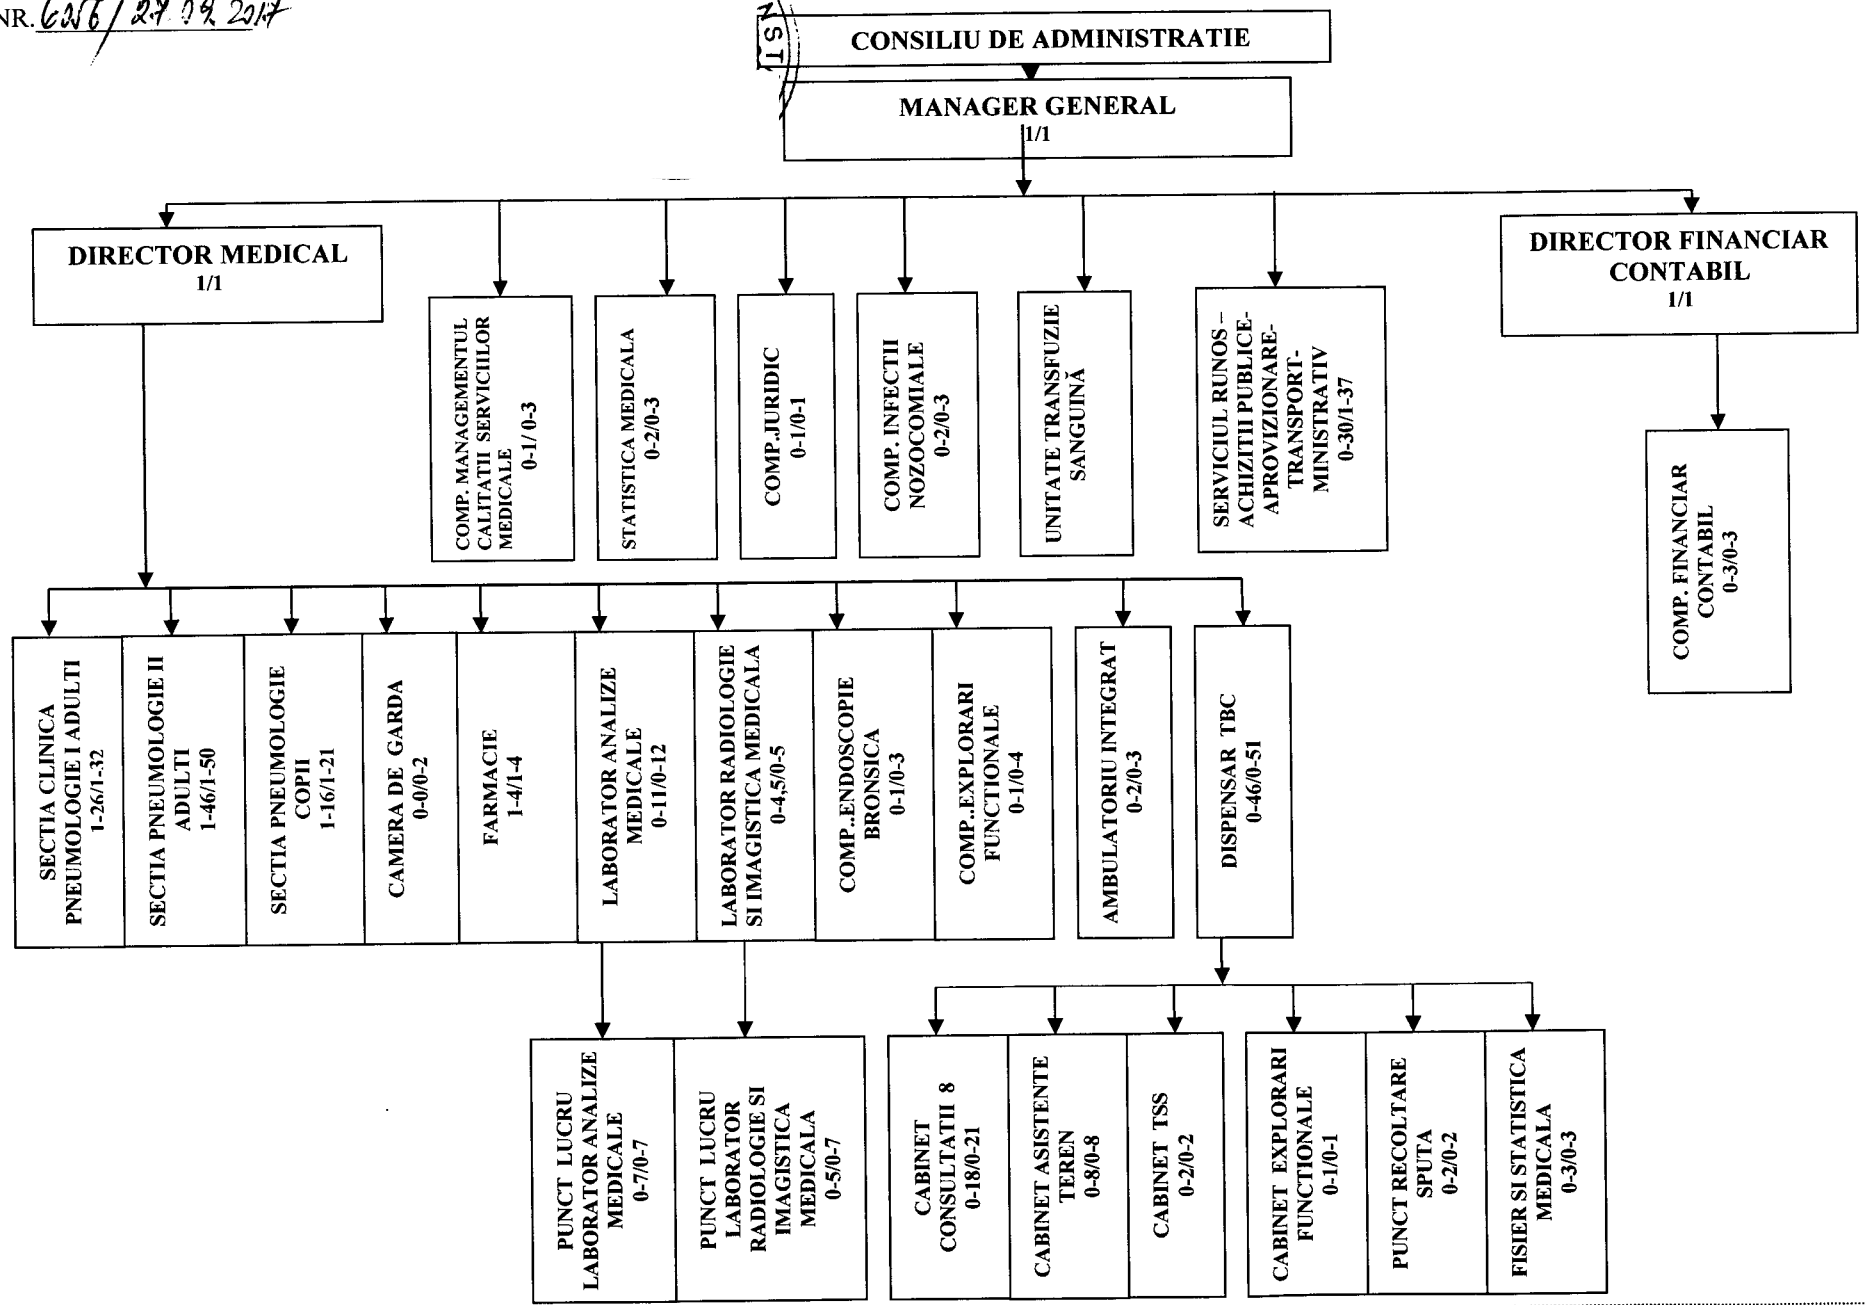 NR. 6056/27.09.2017
NST
CONSILIU DE ADMINISTRATIE
MANAGER GENERAL
1/1
DIRECTOR MEDICAL
1/1
DIRECTOR FINANCIAR
CONTABIL
1/1
COMP. MANAGEMENTUL
CALITATII SERVICIILOR
MEDICALE
0-1/ 0-3
STATISTICA MEDICALA
0-2/0-3
COMP.JURIDIC
0-1/0-1
COMP. INFECTII
NOZOCOMIALE
0-2/0-3
UNITATE TRANSFUZIE
SANGUINĂ
SERVICIUL RUNOS –
ACHIZITII PUBLICE-
APROVIZIONARE-
TRANSPORT-
MINISTRATIV
0-30/1-37
COMP. FINANCIAR
CONTABIL
0-3/0-3
SECTIA CLINICA
PNEUMOLOGIE I ADULTI
1-26/1-32
SECTIA PNEUMOLOGIE II
ADULTI
1-46/1-50
SECTIA PNEUMOLOGIE
COPII
1-16/1-21
CAMERA DE GARDA
0-0/0-2
FARMACIE
1-4/1-4
LABORATOR ANALIZE
MEDICALE
0-11/0-12
LABORATOR RADIOLOGIE
SI IMAGISTICA MEDICALA
0-4,5/0-5
COMP..ENDOSCOPIE
BRONSICA
0-1/0-3
COMP..EXPLORARI
FUNCTIONALE
0-1/0-4
AMBULATORIU INTEGRAT
0-2/0-3
DISPENSAR TBC
0-46/0-51
PUNCT LUCRU
LABORATOR ANALIZE
MEDICALE
0-7/0-7
PUNCT LUCRU
LABORATOR
RADIOLOGIE SI
IMAGISTICA
MEDICALA
0-5/0-7
CABINET
CONSULTATII 8
0-18/0-21
CABINET ASISTENTE
TEREN
0-8/0-8
CABINET TSS
0-2/0-2
CABINET EXPLORARI
FUNCTIONALE
0-1/0-1
PUNCT RECOLTARE
SPUTA
0-2/0-2
FISIER SI STATISTICA
MEDICALA
0-3/0-3